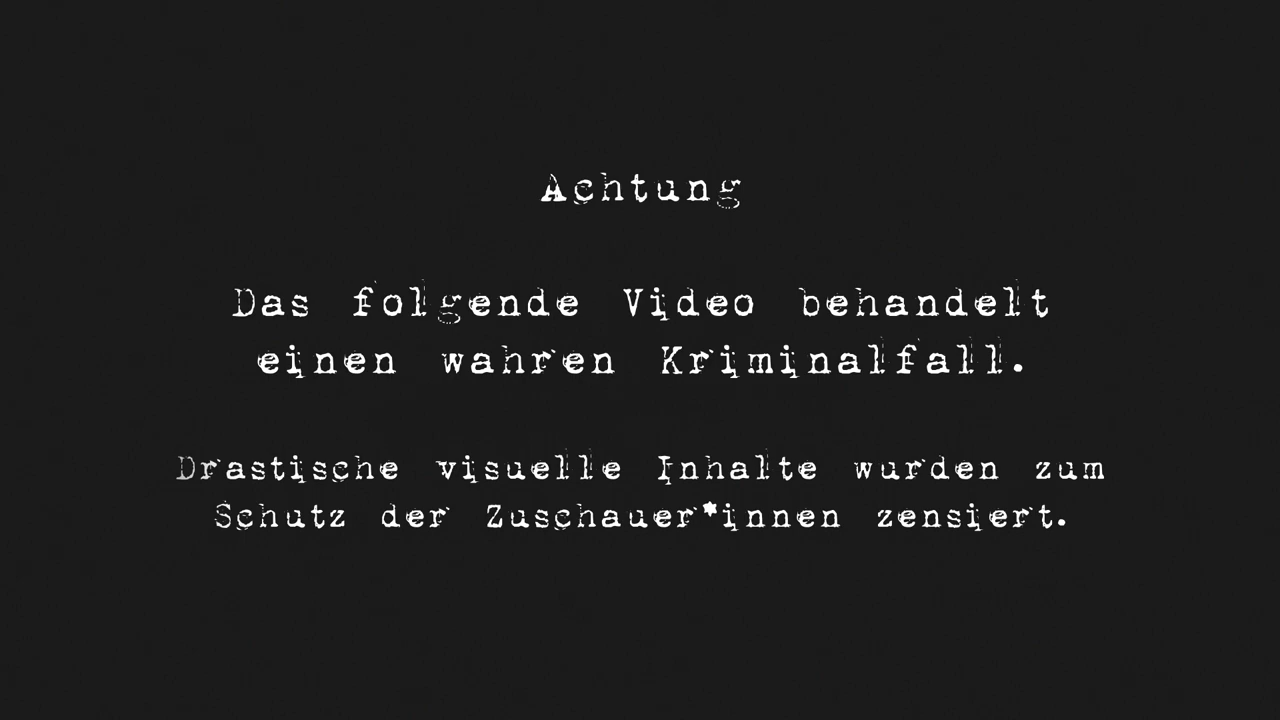 Achtung
Das folgende Video behandelt
einen wahren Kriminalfall.
Drastische visuelle Inhalte wurden zum
Schutz der Zuschauer*innen zensiert.